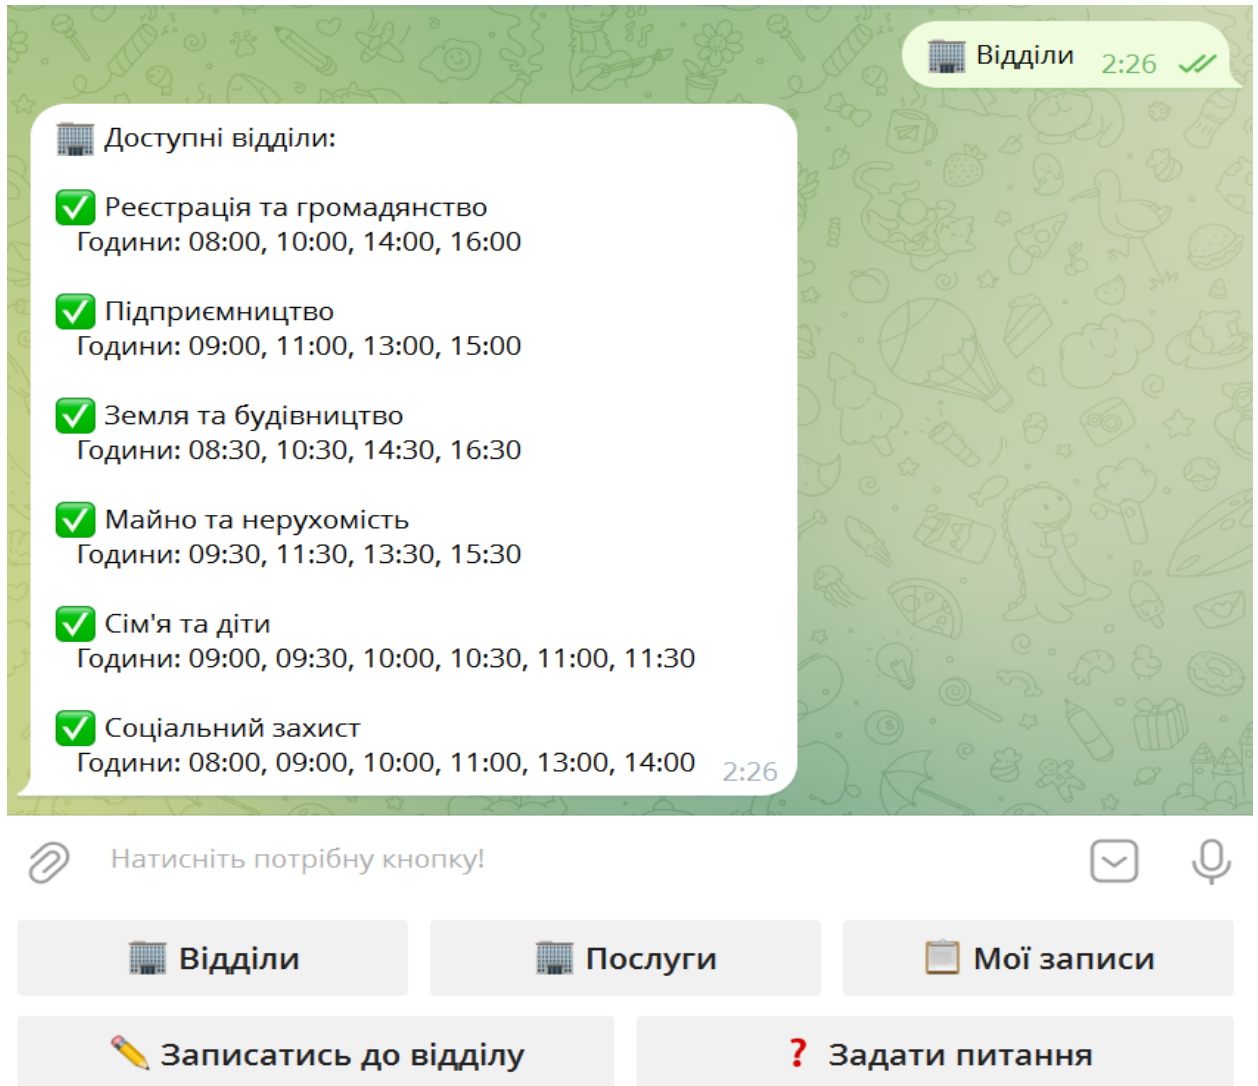 🏢 Відділи 2:26
🏢 Доступні відділи:
✅ Реєстрація та громадянство
Години: 08:00, 10:00, 14:00, 16:00
✅ Підприємництво
Години: 09:00, 11:00, 13:00, 15:00
✅ Земля та будівництво
Години: 08:30, 10:30, 14:30, 16:30
✅ Майно та нерухомість
Години: 09:30, 11:30, 13:30, 15:30
✅ Сім'я та діти
Години: 09:00, 09:30, 10:00, 10:30, 11:00, 11:30
✅ Соціальний захист
Години: 08:00, 09:00, 10:00, 11:00, 13:00, 14:00 2:26
Натисніть потрібну кнопку!
🏢 Відділи
🏢 Послуги
📋 Мої записи
✏️ Записатись до відділу
❓ Задати питання